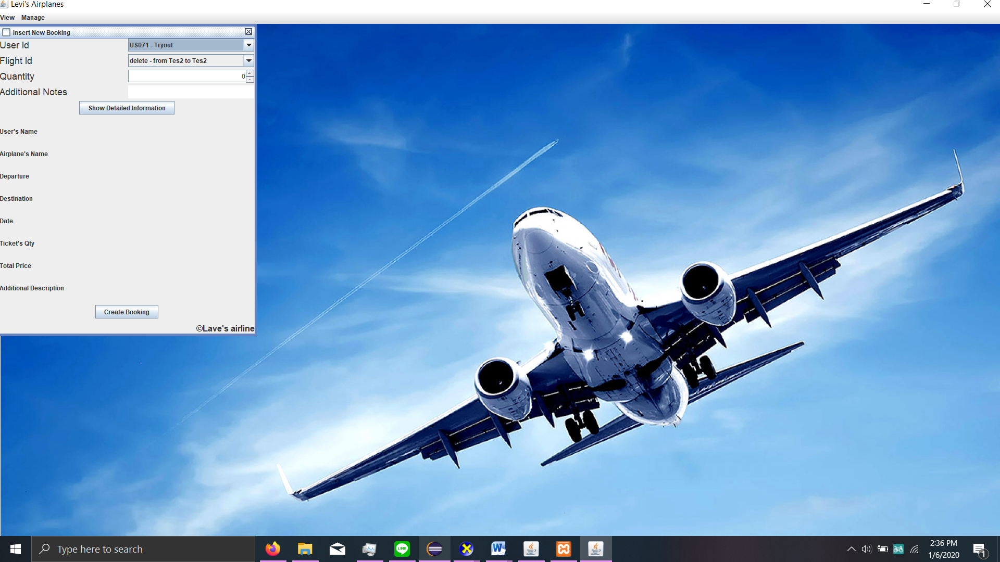 Levi's Airplanes
View Manage
Insert New Booking
User Id US071 - Tryout
Flight Id delete - from Tes2 to Tes2
Quantity 0
Additional Notes
Show Detailed Information
User's Name
Airplane's Name
Departure
Destination
Date
Ticket's Qty
Total Price
Additional Description
Create Booking
©Lave's airline
Type here to search
LINE
W
2:36 PM
1/6/2020
1